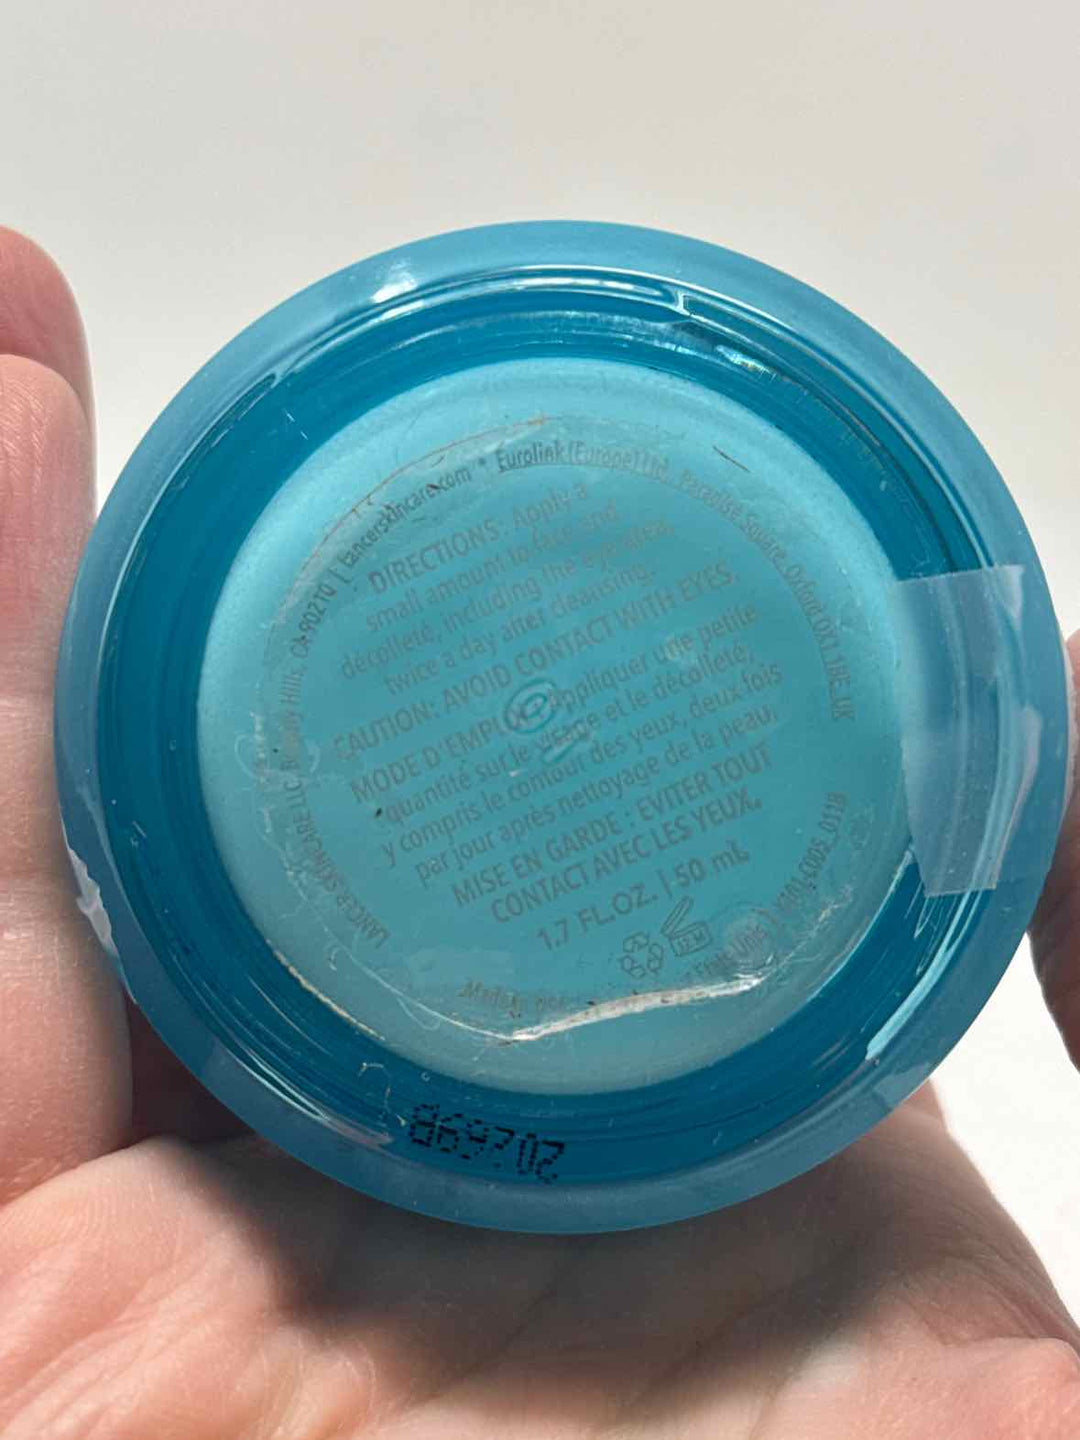 LANCER SKINCARE LLC, Beverly Hills, CA 90210 | lancerskincare.com * Eurolink (Europe) Ltd, Paradise Square, Oxford OX1 1BE, UK
DIRECTIONS: Apply a
small amount to face and
décolleté, including the eye area,
twice a day after cleansing.
CAUTION: AVOID CONTACT WITH EYES.
MODE D'EMPLOI: Appliquer une petite
quantité sur le visage et le décolleté,
y compris le contour des yeux, deux fois
par jour après nettoyage de la peau.
MISE EN GARDE : ÉVITER TOUT
CONTACT AVEC LES YEUX.
1.7 FL.OZ. | 50 mL
12 M
Unis